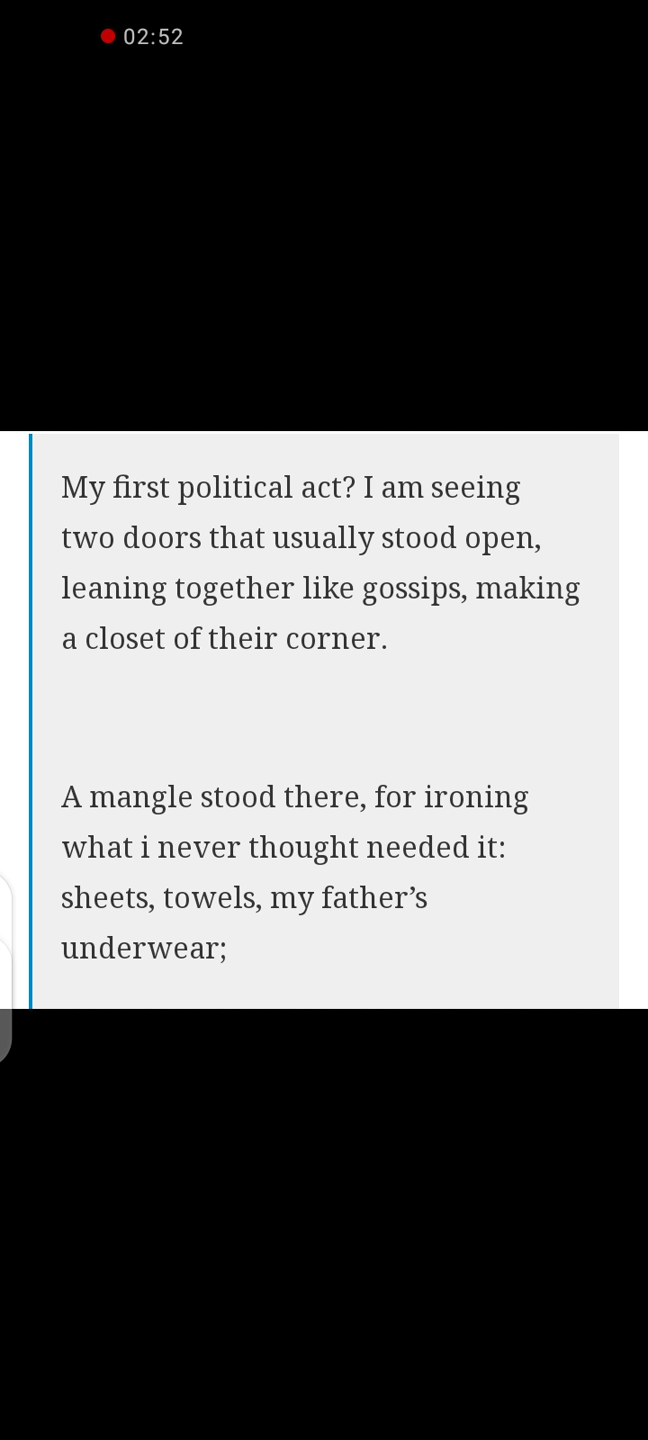 02:52
My first political act? I am seeing
two doors that usually stood open,
leaning together like gossips, making
a closet of their corner.
A mangle stood there, for ironing
what i never thought needed it:
sheets, towels, my father’s
underwear;